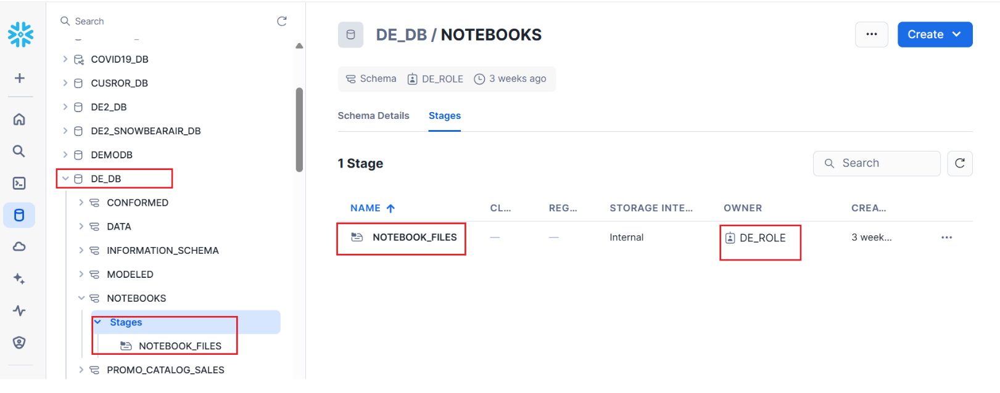 Search
COVID19_DB
CUSROR_DB
DE2_DB
DE2_SNOWBEARAIR_DB
DEMODB
DE_DB
CONFORMED
DATA
INFORMATION_SCHEMA
MODELED
NOTEBOOKS
Stages
NOTEBOOK_FILES
PROMO_CATALOG_SALES
DE_DB / NOTEBOOKS
Create
Schema DE_ROLE 3 weeks ago
Schema Details Stages
1 Stage
Search
NAME CL... REG... STORAGE INTE... OWNER CREA...
NOTEBOOK_FILES — — Internal DE_ROLE 3 week...